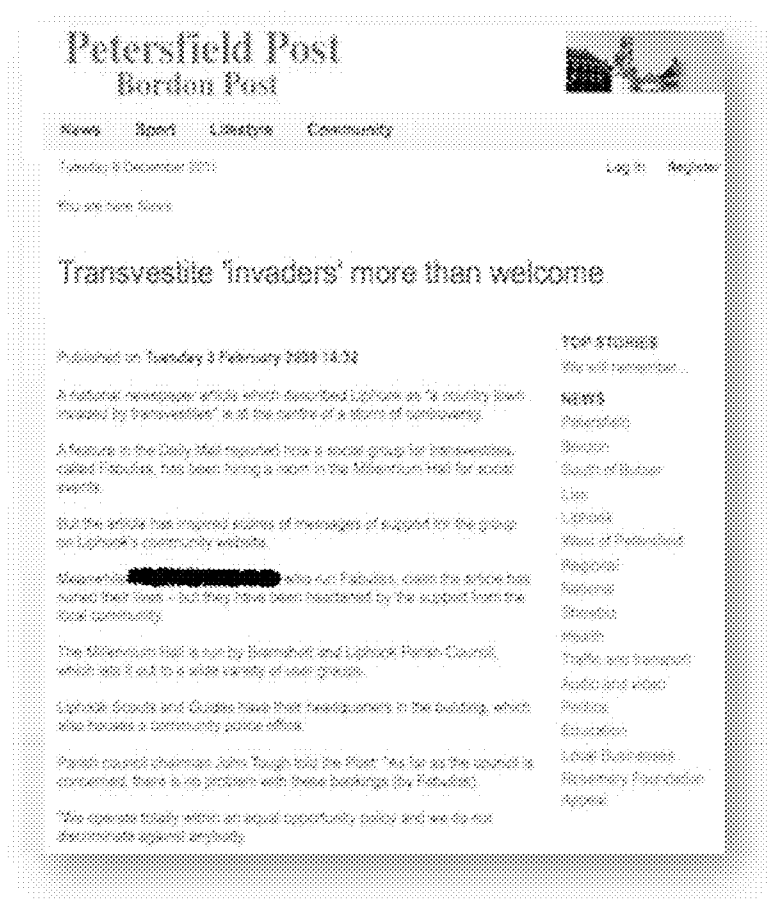 Petersfield Post
Bordon Post
News Sport Lifestyle Community
Tuesday 8 December
Log in Register
You are here: News
Transvestite 'invaders' more than welcome
Published on Tuesday 3 February 2009 14:32
A national newspaper article which described Liphook as "a country town
invaded by transvestites" is at the centre of a storm of controversy.
A feature in the Daily Mail reported how a social group for transvestites,
called Fabulas, has been hiring a room in the Millennium Hall for social
events.
But the article has inspired scores of messages of support for the group
on Liphook's community website.
Meanwhile who run Fabulas, claim the article has
ruined their lives – but they have been heartened by the support from the
local community.
The Millennium Hall is run by Bramshott and Liphook Parish Council,
which lets it out to a wide variety of user groups.
Liphook Scouts and Guides have their headquarters in the building, which
also houses a community police office.
Parish council chairman John Tough told the Post: "As far as the council is
concerned, there is no problem with these bookings (by Fabulas).
"We operate totally within an equal opportunity policy and we do not
discriminate against anybody.
TOP STORIES
We will remember...
NEWS
Petersfield
Bordon
South of Butser
Liss
Liphook
West of Petersfield
Regional
National
Showbiz
Health
Traffic and transport
Audio and video
Politics
Education
Local Businesses
Rosemary Foundation
Appeal